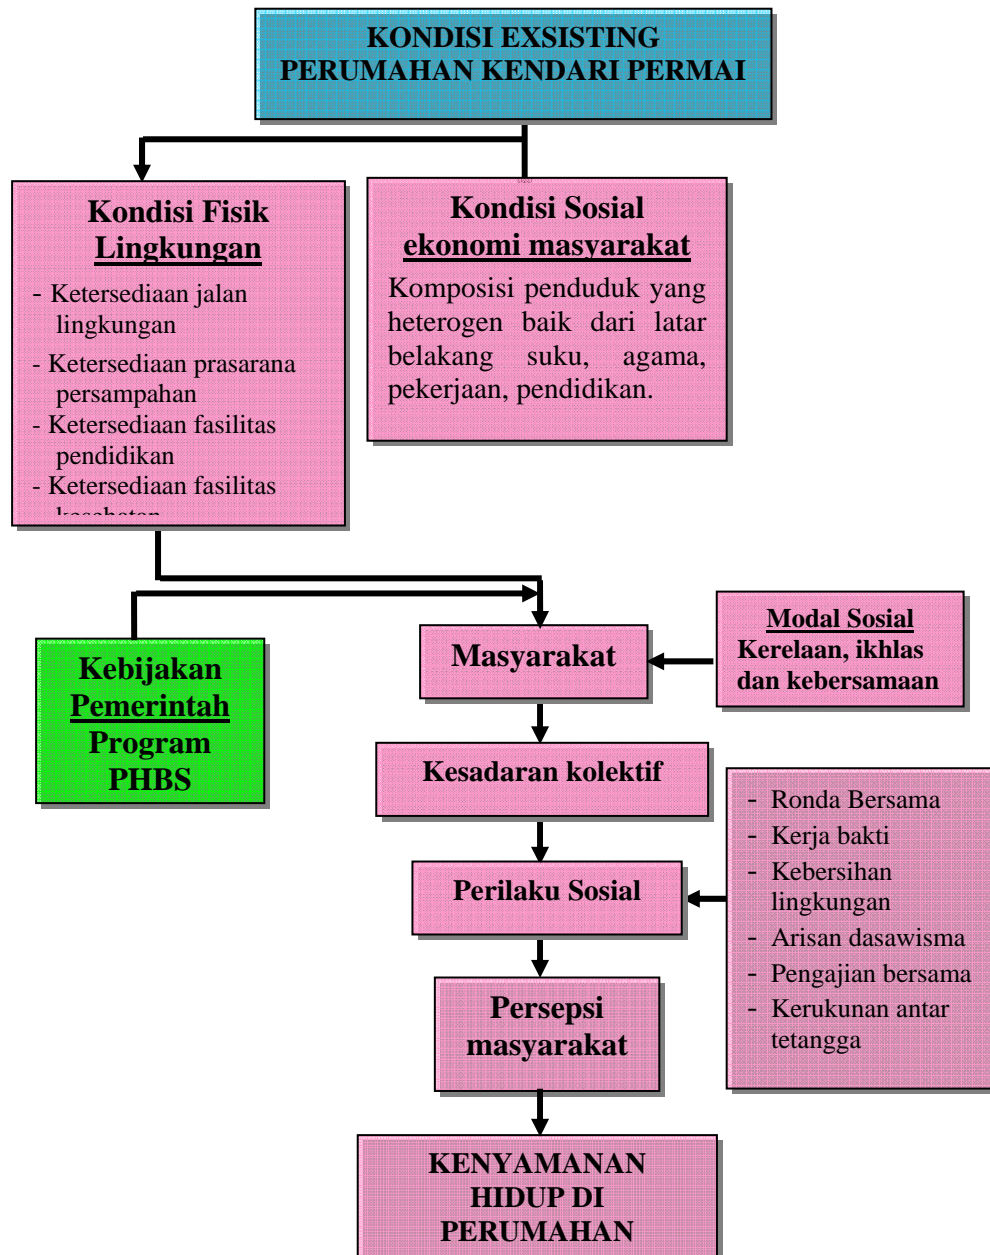 KONDISI EXSISTING
PERUMAHAN KENDARI PERMAI
Kondisi Fisik
Lingkungan
- Ketersediaan jalan
lingkungan
- Ketersediaan prasarana
persampahan
- Ketersediaan fasilitas
pendidikan
- Ketersediaan fasilitas
kesehatan
Kondisi Sosial
ekonomi masyarakat
Komposisi penduduk yang
heterogen baik dari latar
belakang suku, agama,
pekerjaan, pendidikan.
Kebijakan
Pemerintah
Program
PHBS
Masyarakat
Modal Sosial
Kerelaan, ikhlas
dan kebersamaan
Kesadaran kolektif
Perilaku Sosial
- Ronda Bersama
- Kerja bakti
- Kebersihan
lingkungan
- Arisan dasawisma
- Pengajian bersama
- Kerukunan antar
tetangga
Persepsi
masyarakat
KENYAMANAN
HIDUP DI
PERUMAHAN